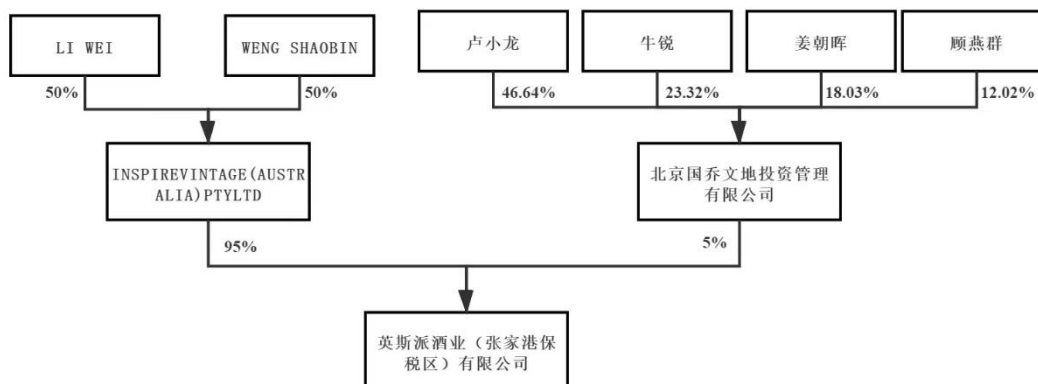 LI WEI
WENG SHAOBIN
卢小龙
牛锐
姜朝晖
顾燕群
50%
50%
46.64%
23.32%
18.03%
12.02%
INSPIREVINTAGE(AUSTR
ALIA)PTYLTD
北京国乔文地投资管理
有限公司
95%
5%
英斯派酒业（张家港保
税区）有限公司